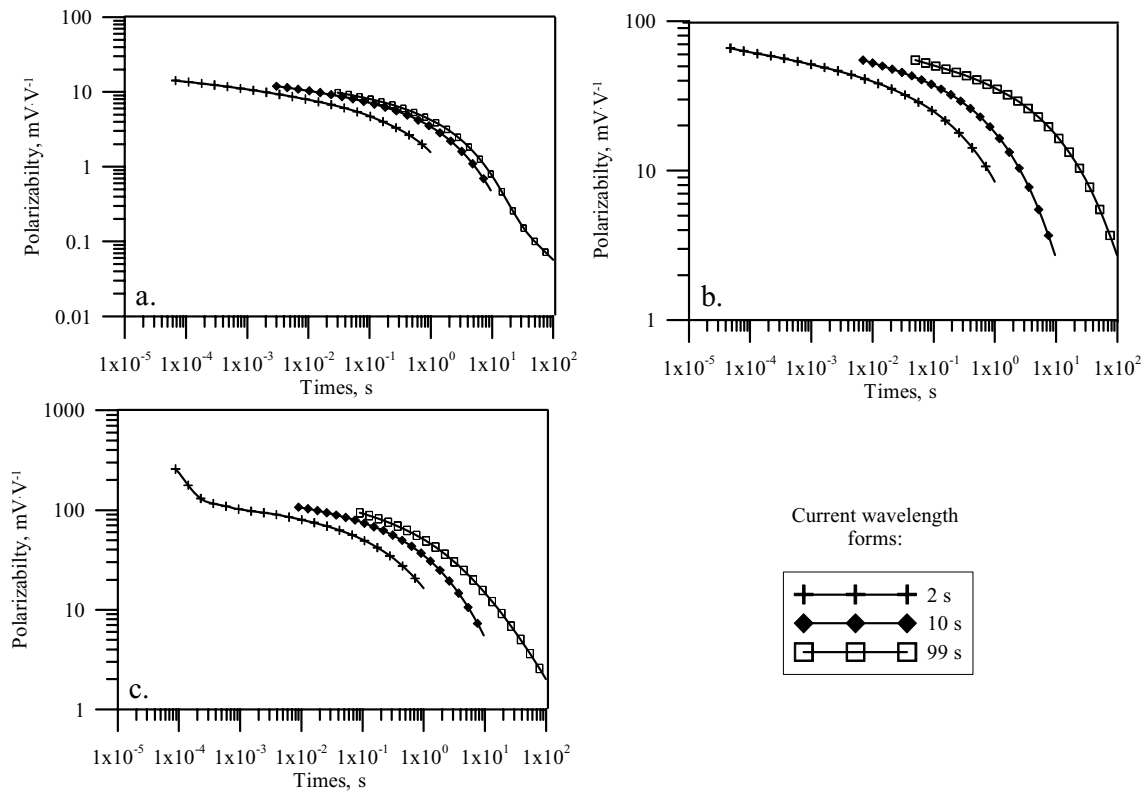 100
10
1
0.1
0.01
Polarizabilty, mV·V-1
a.
1x10-5 1x10-4 1x10-3 1x10-2 1x10-1 1x100 1x101 1x102
Times, s
100
10
1
Polarizabilty, mV·V-1
b.
1x10-5 1x10-4 1x10-3 1x10-2 1x10-1 1x100 1x101 1x102
Times, s
1000
100
10
1
Polarizabilty, mV·V-1
c.
1x10-5 1x10-4 1x10-3 1x10-2 1x10-1 1x100 1x101 1x102
Times, s
Current wavelength
forms:
2 s
10 s
99 s